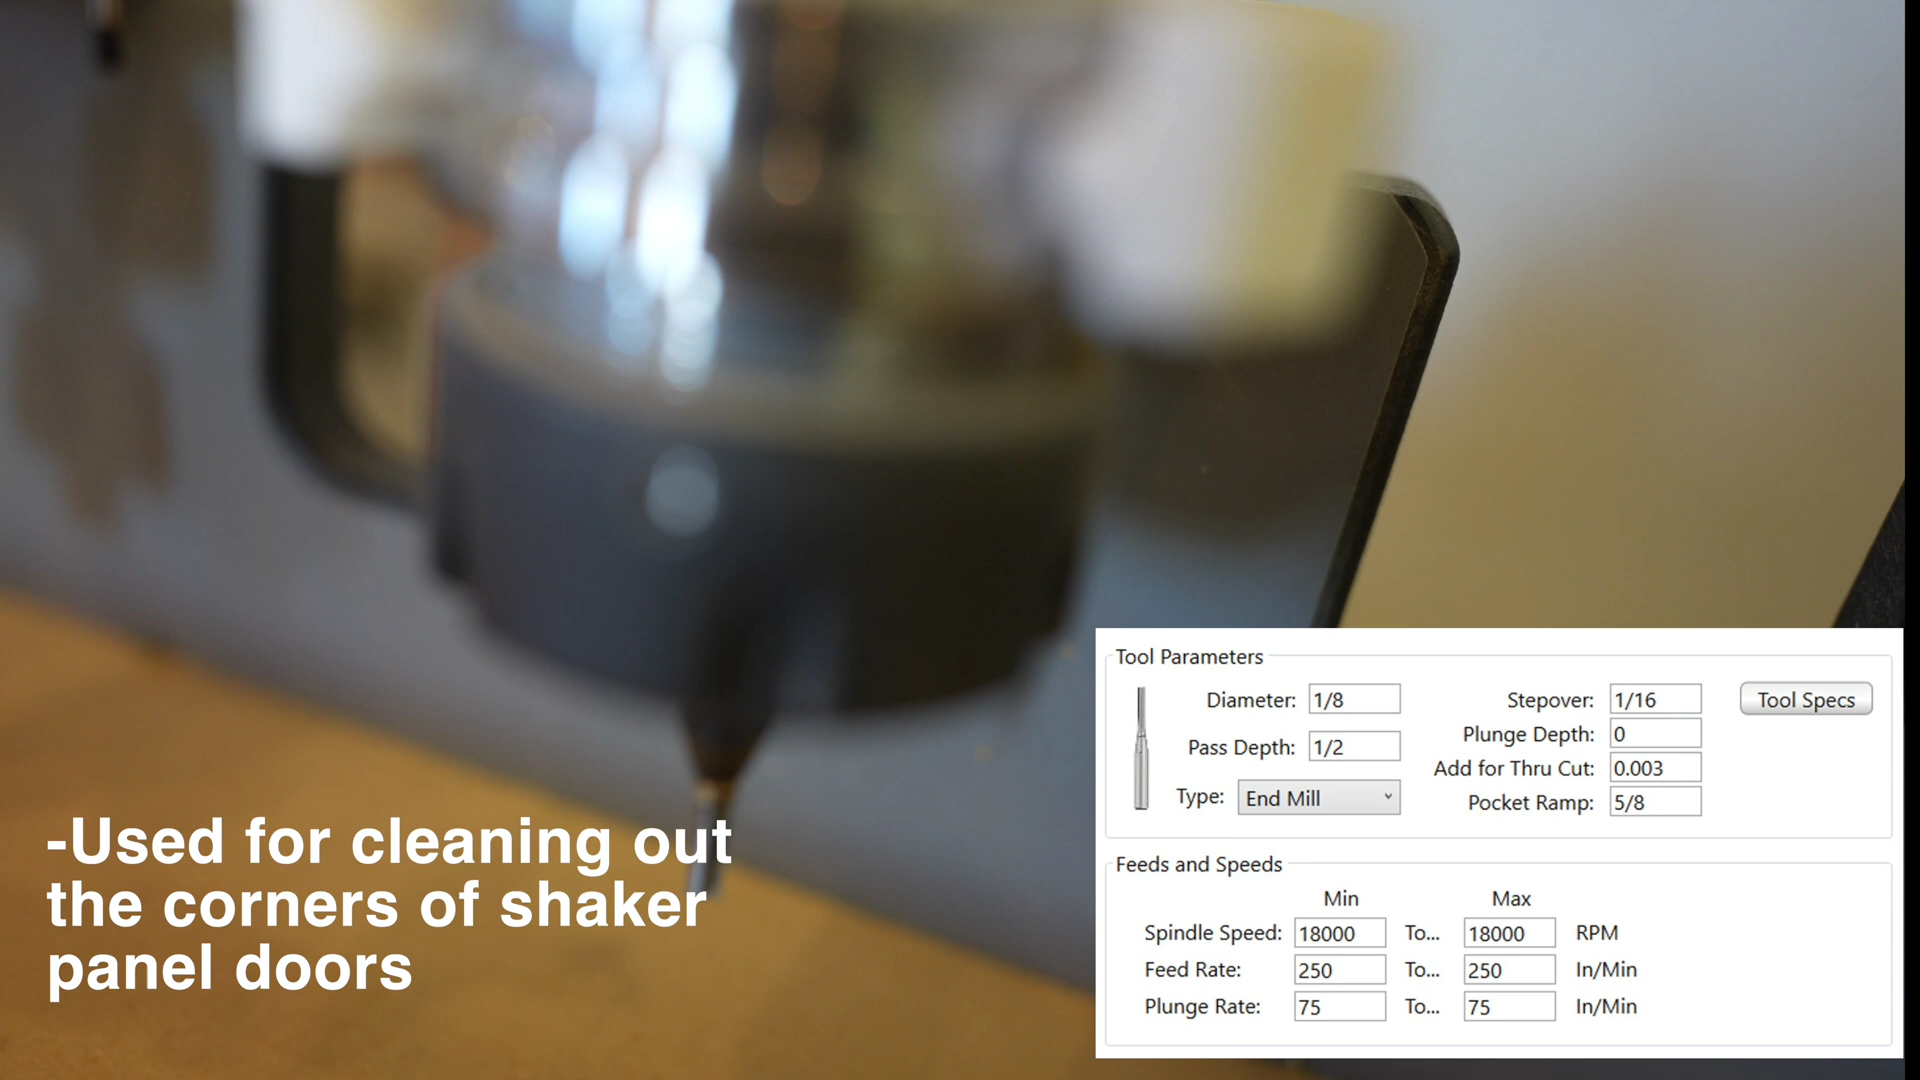 -Used for cleaning out
the corners of shaker
panel doors
Tool Parameters
Diameter: 1/8
Pass Depth: 1/2
Type: End Mill
Stepover: 1/16
Plunge Depth: 0
Add for Thru Cut: 0.003
Pocket Ramp: 5/8
Tool Specs
Feeds and Speeds
Min Max
Spindle Speed: 18000 To... 18000 RPM
Feed Rate: 250 To... 250 In/Min
Plunge Rate: 75 To... 75 In/Min